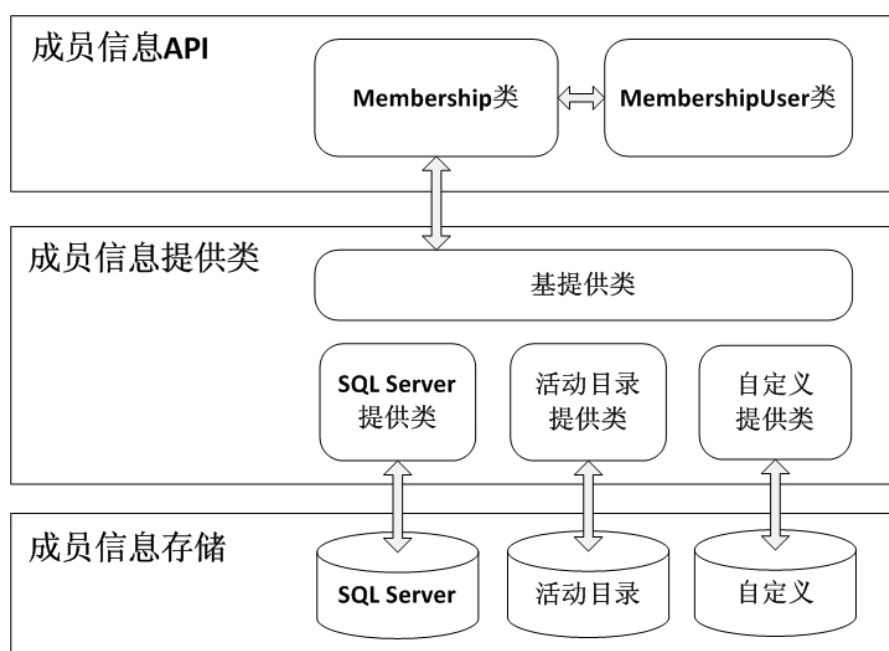 成员信息API
Membership类
MembershipUser类
成员信息提供类
基提供类
SQL Server
提供类
活动目录
提供类
自定义
提供类
成员信息存储
SQL Server
活动目录
自定义